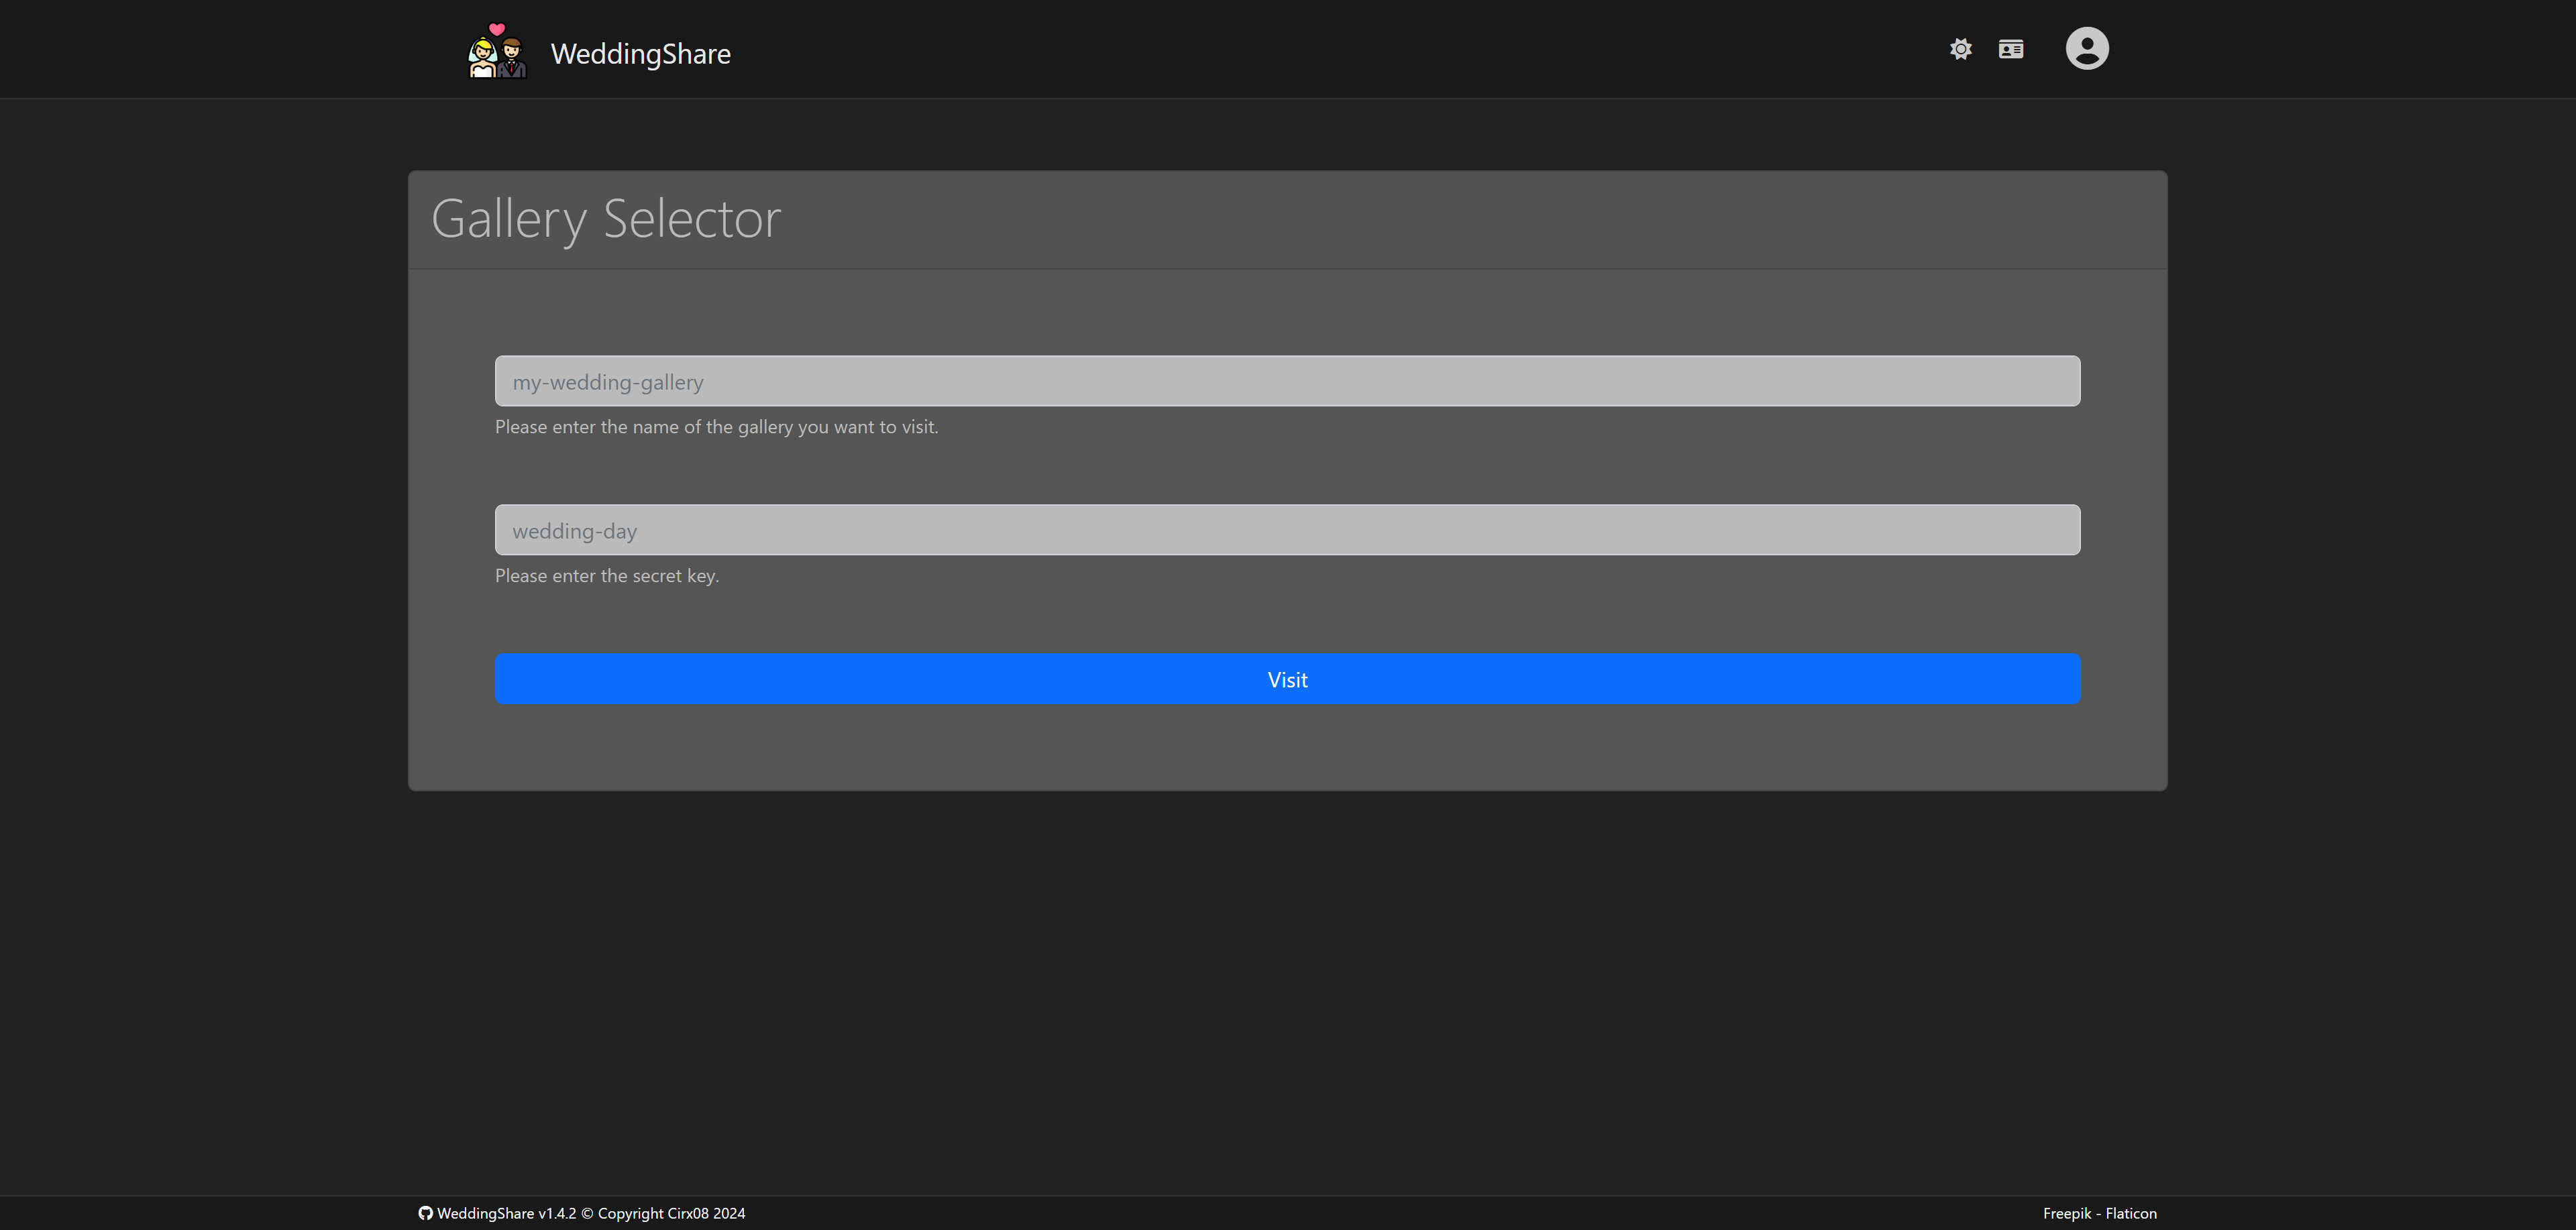 WeddingShare
Gallery Selector
my-wedding-gallery
Please enter the name of the gallery you want to visit.
wedding-day
Please enter the secret key.
Visit
WeddingShare v1.4.2 © Copyright Cirx08 2024
Freepik - Flaticon